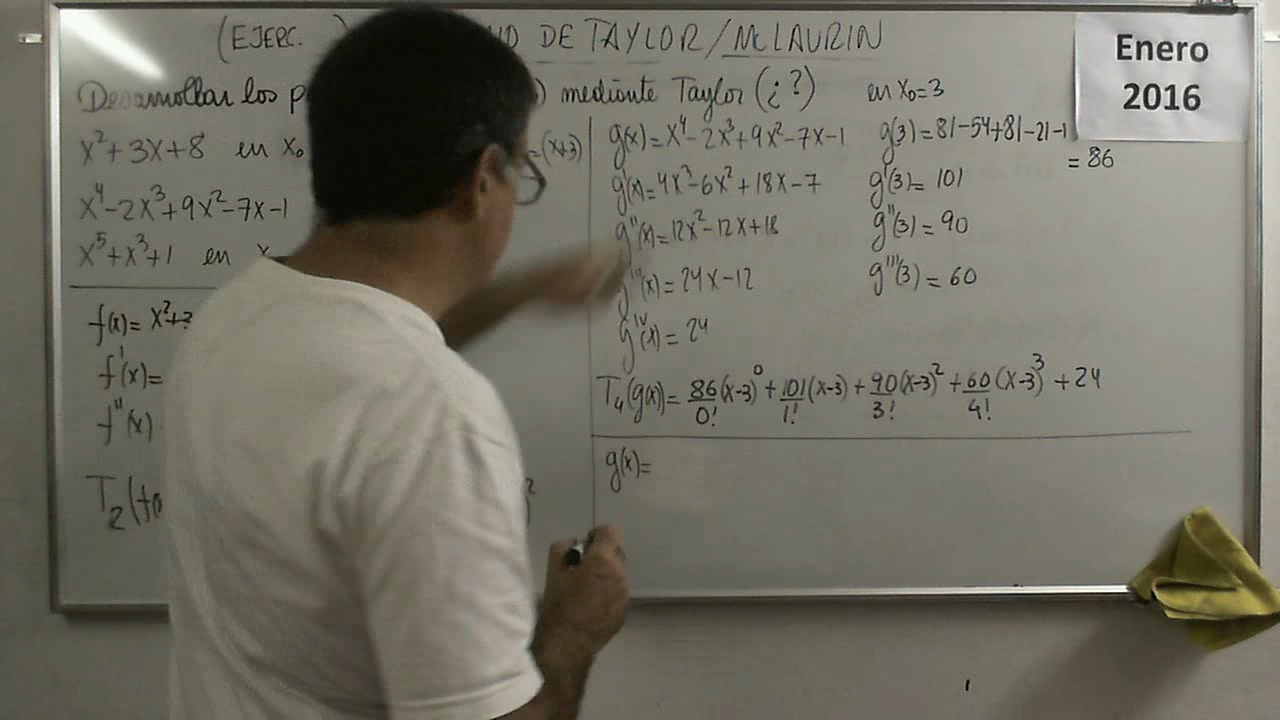 (EJERC. DE TAYLOR/MCLAURIN
Enero
2016
Desarrollar los ) mediante Taylor (¿?) en x₀=3
x²+3x+8 en x₀ =(x+3)
x⁴-2x³+9x²-7x-1
x⁵+x³+1 en
f(x)= x²+3
f'(x)=
f''(x)
T₂(
g(x)=x⁴-2x³+9x²-7x-1 g(3)=81-54+81-21-1
=86
g'(x)=4x³-6x²+18x-7 g'(3)=101
g''(x)=12x²-12x+18 g''(3)=90
g'''(x)=24x-12 g'''(3)=60
g^IV(x)=24
T₄(g(x))= 86/0! (x-3)⁰+101/1! (x-3)+90/3! (x-3)²+60/4! (x-3)³+24
g(x)=